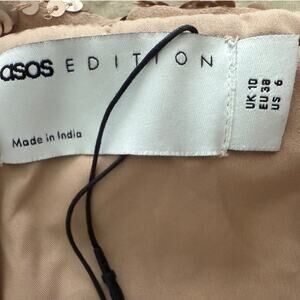 asos EDITION
Made in India
UK 10
EU 38
US 6